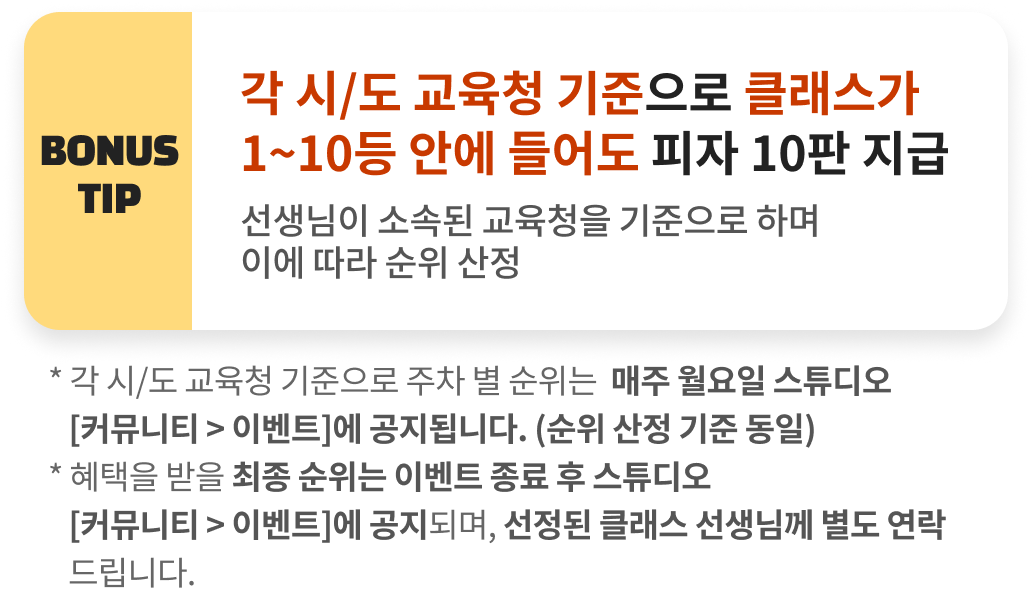 BONUS
TIP
각 시/도 교육청 기준으로 클래스가
1~10등 안에 들어도 피자 10판 지급
선생님이 소속된 교육청을 기준으로 하며
이에 따라 순위 산정
* 각 시/도 교육청 기준으로 주차 별 순위는 매주 월요일 스튜디오
[커뮤니티 > 이벤트]에 공지됩니다. (순위 산정 기준 동일)
* 혜택을 받을 최종 순위는 이벤트 종료 후 스튜디오
[커뮤니티 > 이벤트]에 공지되며, 선정된 클래스 선생님께 별도 연락
드립니다.